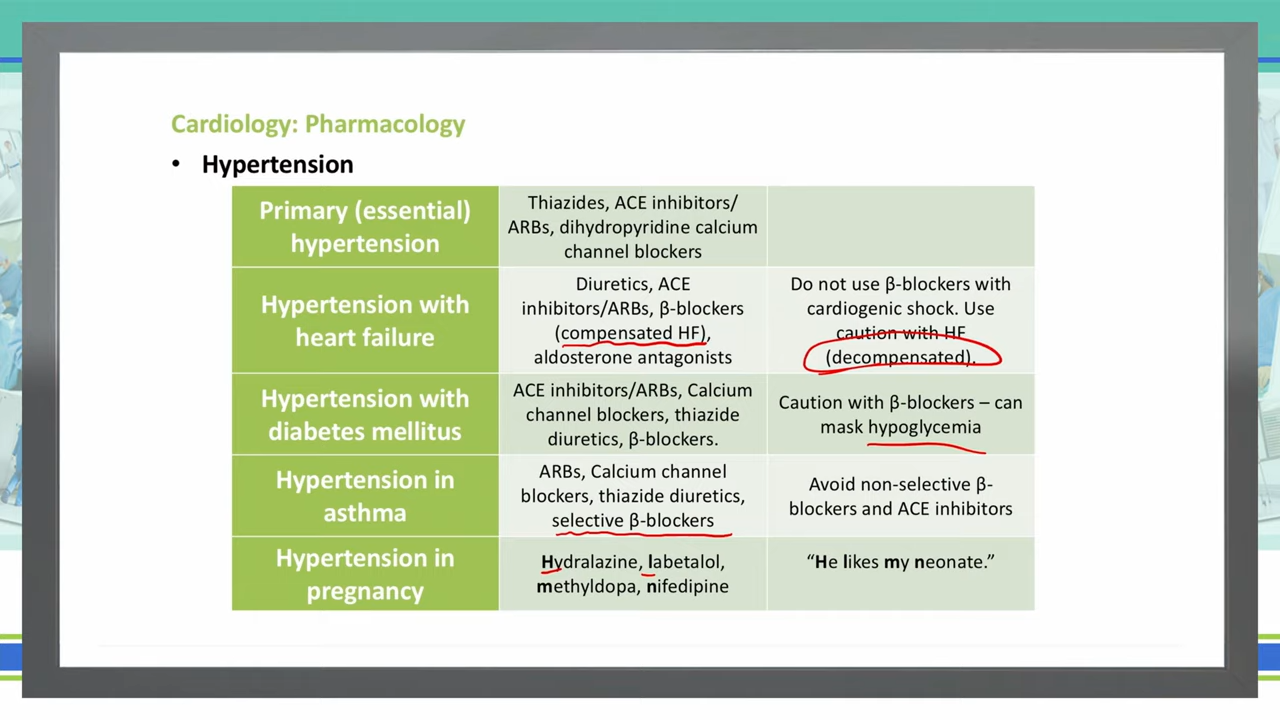 Cardiology: Pharmacology
• Hypertension
Primary (essential)
hypertension
Thiazides, ACE inhibitors/
ARBs, dihydropyridine calcium
channel blockers
Hypertension with
heart failure
Diuretics, ACE
inhibitors/ARBs, β-blockers
(compensated HF),
aldosterone antagonists
Do not use β-blockers with
cardiogenic shock. Use
caution with HF
(decompensated).
Hypertension with
diabetes mellitus
ACE inhibitors/ARBs, Calcium
channel blockers, thiazide
diuretics, β-blockers.
Caution with β-blockers – can
mask hypoglycemia
Hypertension in
asthma
ARBs, Calcium channel
blockers, thiazide diuretics,
selective β-blockers
Avoid non-selective β-
blockers and ACE inhibitors
Hypertension in
pregnancy
Hydralazine, labetalol,
methyldopa, nifedipine
“He likes my neonate.”